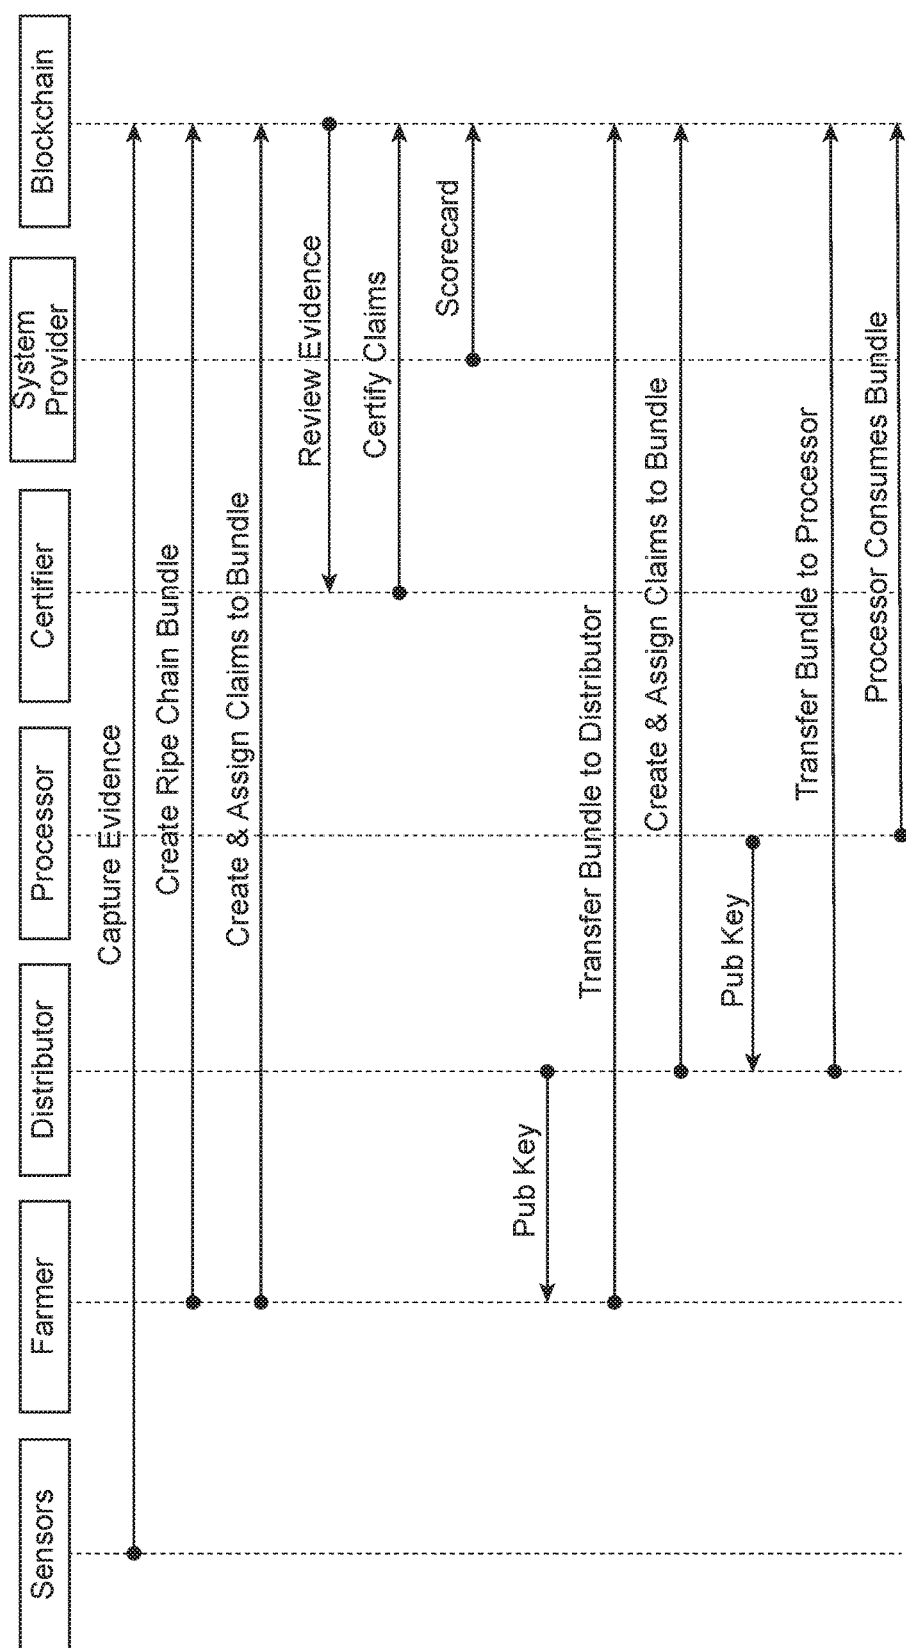 Sensors
Farmer
Distributor
Processor
Certifier
System
Provider
Blockchain
Capture Evidence
Create Ripe Chain Bundle
Create & Assign Claims to Bundle
Review Evidence
Certify Claims
Scorecard
Pub Key
Transfer Bundle to Distributor
Create & Assign Claims to Bundle
Pub Key
Transfer Bundle to Processor
Processor Consumes Bundle